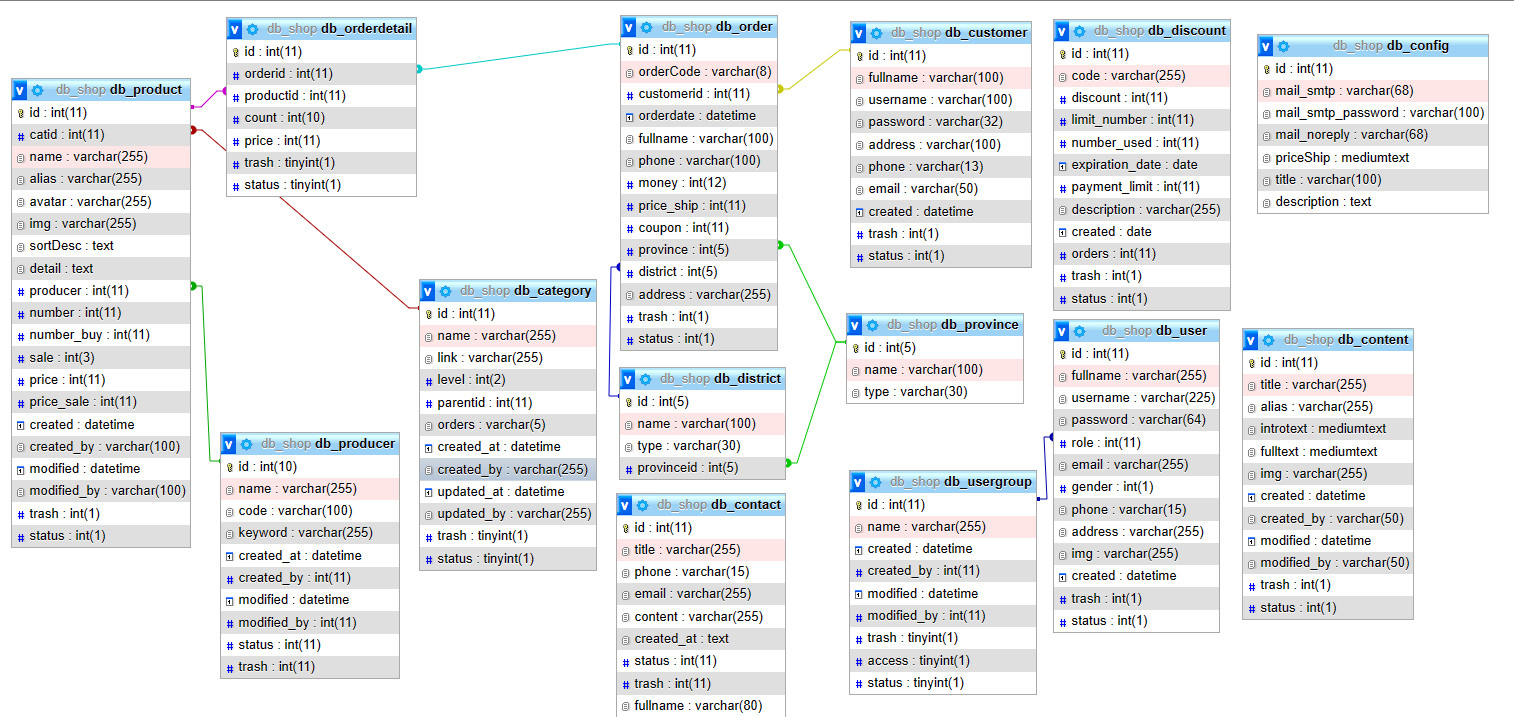 db_shop db_product
id : int(11)
catid : int(11)
name : varchar(255)
alias : varchar(255)
avatar : varchar(255)
img : varchar(255)
sortDesc : text
detail : text
producer : int(11)
number : int(11)
number_buy : int(11)
sale : int(3)
price : int(11)
price_sale : int(11)
created : datetime
created_by : varchar(100)
modified : datetime
modified_by : varchar(100)
trash : int(1)
status : int(1)
db_shop db_orderdetail
id : int(11)
orderid : int(11)
productid : int(11)
count : int(10)
price : int(11)
trash : tinyint(1)
status : tinyint(1)
db_shop db_producer
id : int(10)
name : varchar(255)
code : varchar(100)
keyword : varchar(255)
created_at : datetime
created_by : int(11)
modified : datetime
modified_by : int(11)
status : int(11)
trash : int(11)
db_shop db_category
id : int(11)
name : varchar(255)
link : varchar(255)
level : int(2)
parentid : int(11)
orders : varchar(5)
created_at : datetime
created_by : varchar(255)
updated_at : datetime
updated_by : varchar(255)
trash : tinyint(1)
status : tinyint(1)
db_shop db_order
id : int(11)
orderCode : varchar(8)
customerid : int(11)
orderdate : datetime
fullname : varchar(100)
phone : varchar(100)
money : int(12)
price_ship : int(11)
coupon : int(11)
province : int(5)
district : int(5)
address : varchar(255)
trash : int(1)
status : int(1)
db_shop db_district
id : int(5)
name : varchar(100)
type : varchar(30)
provinceid : int(5)
db_shop db_contact
id : int(11)
title : varchar(255)
phone : varchar(15)
email : varchar(255)
content : varchar(255)
created_at : text
status : int(11)
trash : int(11)
fullname : varchar(80)
db_shop db_customer
id : int(11)
fullname : varchar(100)
username : varchar(100)
password : varchar(32)
address : varchar(100)
phone : varchar(13)
email : varchar(50)
created : datetime
trash : int(1)
status : int(1)
db_shop db_province
id : int(5)
name : varchar(100)
type : varchar(30)
db_shop db_usergroup
id : int(11)
name : varchar(255)
created : datetime
created_by : int(11)
modified : datetime
modified_by : int(11)
trash : tinyint(1)
access : tinyint(1)
status : tinyint(1)
db_shop db_discount
id : int(11)
code : varchar(255)
discount : int(11)
limit_number : int(11)
number_used : int(11)
expiration_date : date
payment_limit : int(11)
description : varchar(255)
created : date
orders : int(11)
trash : int(1)
status : int(1)
db_shop db_user
id : int(11)
fullname : varchar(255)
username : varchar(225)
password : varchar(64)
role : int(11)
email : varchar(255)
gender : int(1)
phone : varchar(15)
address : varchar(255)
img : varchar(255)
created : datetime
trash : int(1)
status : int(1)
db_shop db_config
id : int(11)
mail_smtp : varchar(68)
mail_smtp_password : varchar(100)
mail_noreply : varchar(68)
priceShip : mediumtext
title : varchar(100)
description : text
db_shop db_content
id : int(11)
title : varchar(255)
alias : varchar(255)
introtext : mediumtext
fulltext : mediumtext
img : varchar(255)
created : datetime
created_by : varchar(50)
modified : datetime
modified_by : varchar(50)
trash : int(1)
status : int(1)